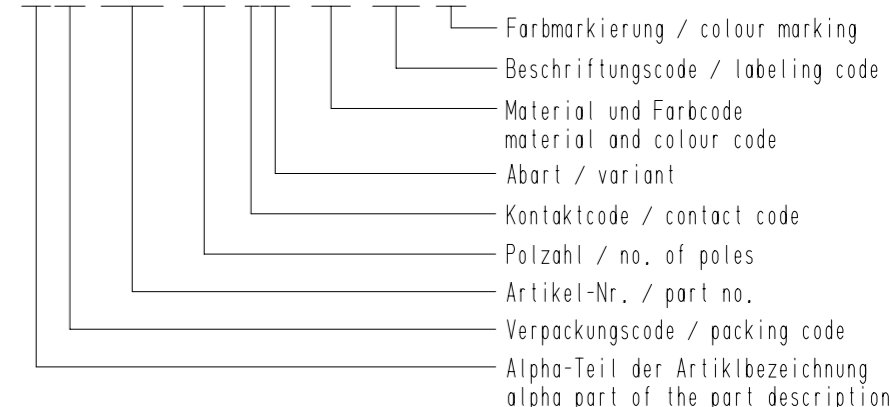 Farbmarkierung / colour marking
Beschriftungscode / labeling code
Material und Farbcode
material and colour code
Abart / variant
Kontaktcode / contact code
Polzahl / no. of poles
Artikel-Nr. / part no.
Verpackungscode / packing code
Alpha-Teil der Artiklbezeichnung
alpha part of the part description